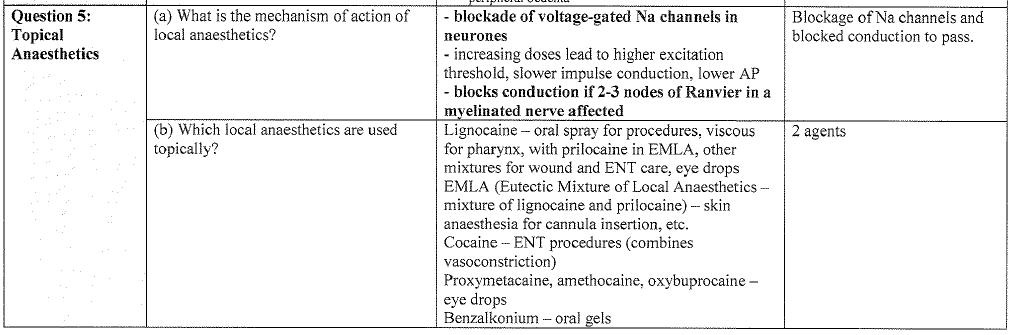 peripheral oedema
Question 5:
Topical
Anaesthetics
(a) What is the mechanism of action of
local anaesthetics?
- blockade of voltage-gated Na channels in
neurones
- increasing doses lead to higher excitation
threshold, slower impulse conduction, lower AP
- blocks conduction if 2-3 nodes of Ranvier in a
myelinated nerve affected
Blockage of Na channels and
blocked conduction to pass.
(b) Which local anaesthetics are used
topically?
Lignocaine – oral spray for procedures, viscous
for pharynx, with prilocaine in EMLA, other
mixtures for wound and ENT care, eye drops
EMLA (Eutectic Mixture of Local Anaesthetics –
mixture of lignocaine and prilocaine) – skin
anaesthesia for cannula insertion, etc.
Cocaine – ENT procedures (combines
vasoconstriction)
Proxymetacaine, amethocaine, oxybuprocaine –
eye drops
Benzalkonium – oral gels
2 agents